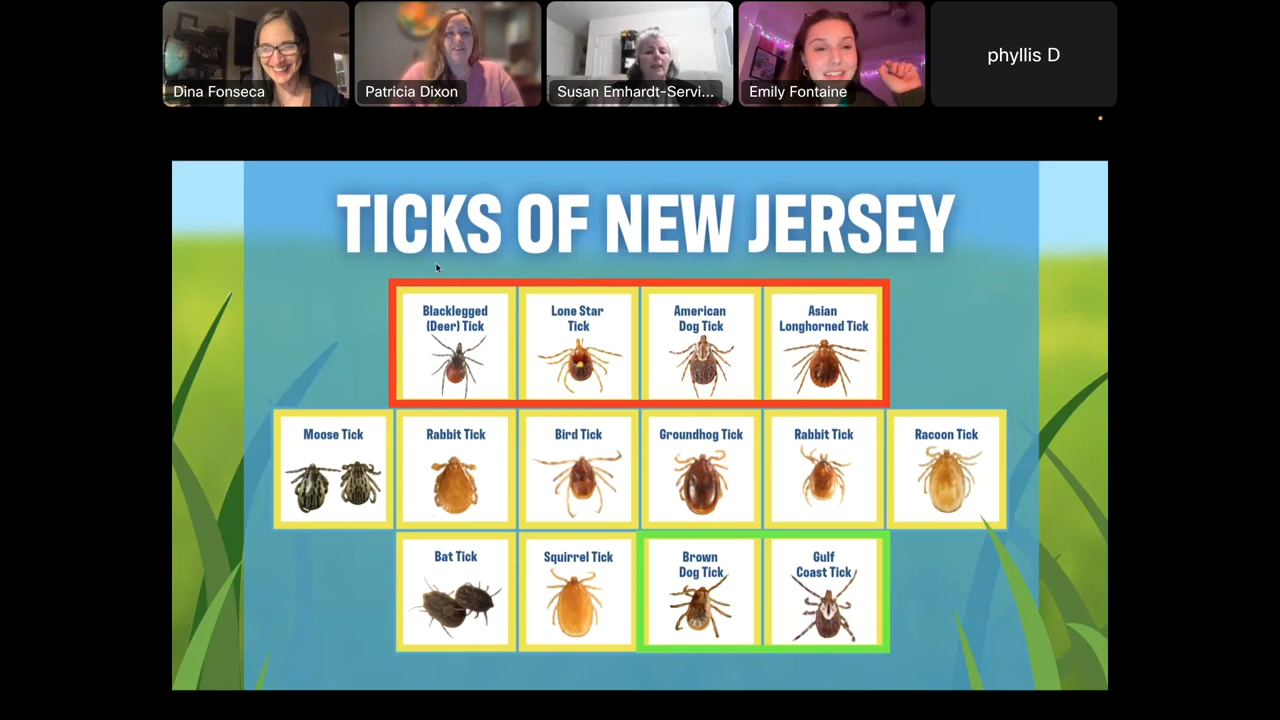 Dina Fonseca
Patricia Dixon
Susan Emhardt-Servi...
Emily Fontaine
phyllis D
TICKS OF NEW JERSEY
Blacklegged
(Deer) Tick
Lone Star
Tick
American
Dog Tick
Asian
Longhorned Tick
Moose Tick
Rabbit Tick
Bird Tick
Groundhog Tick
Rabbit Tick
Racoon Tick
Bat Tick
Squirrel Tick
Brown
Dog Tick
Gulf
Coast Tick